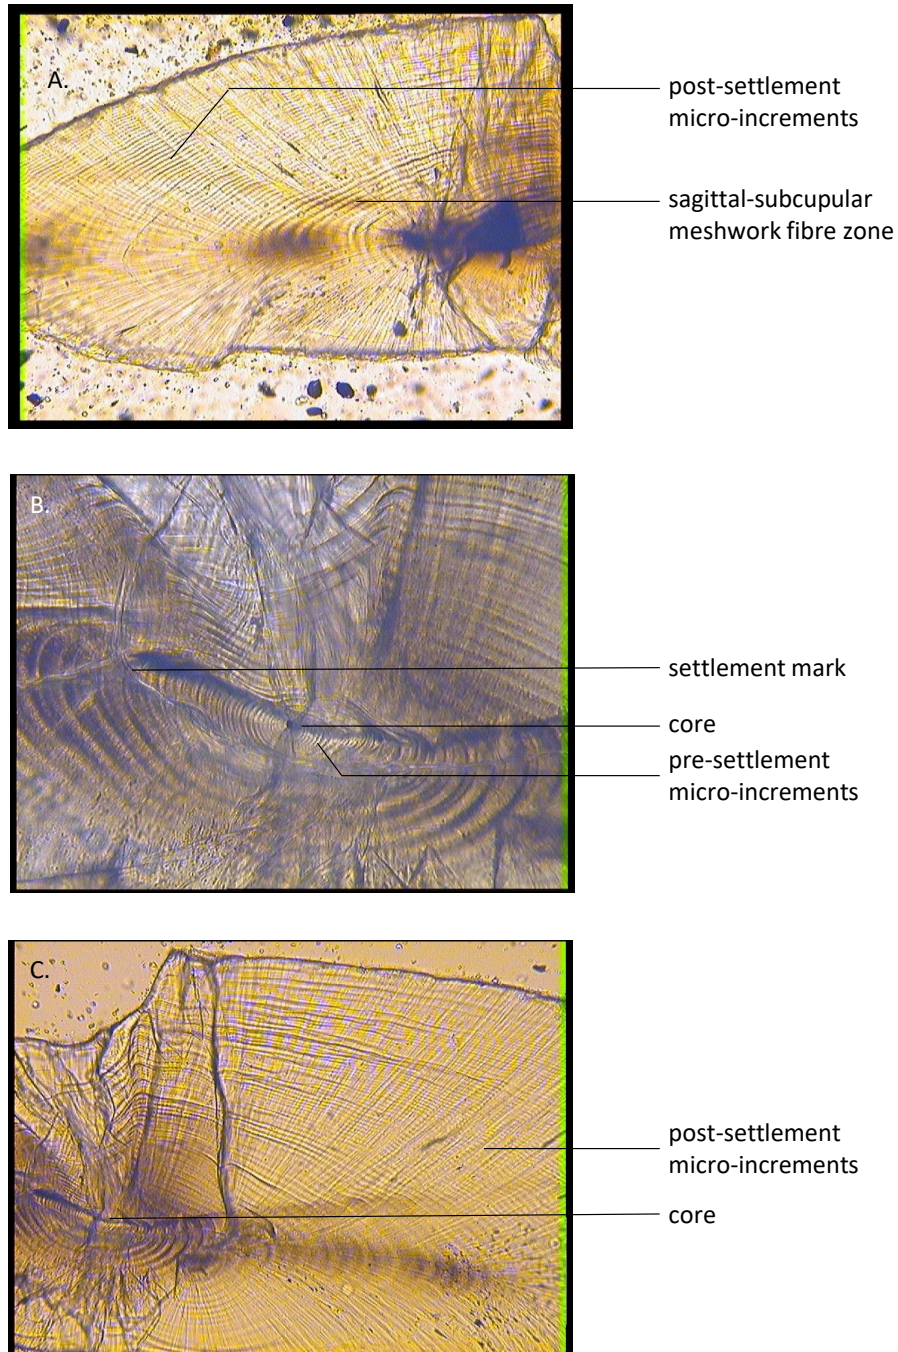 A.
post-settlement
micro-increments
sagittal-subcupular
meshwork fibre zone
B.
settlement mark
core
pre-settlement
micro-increments
C.
post-settlement
micro-increments
core